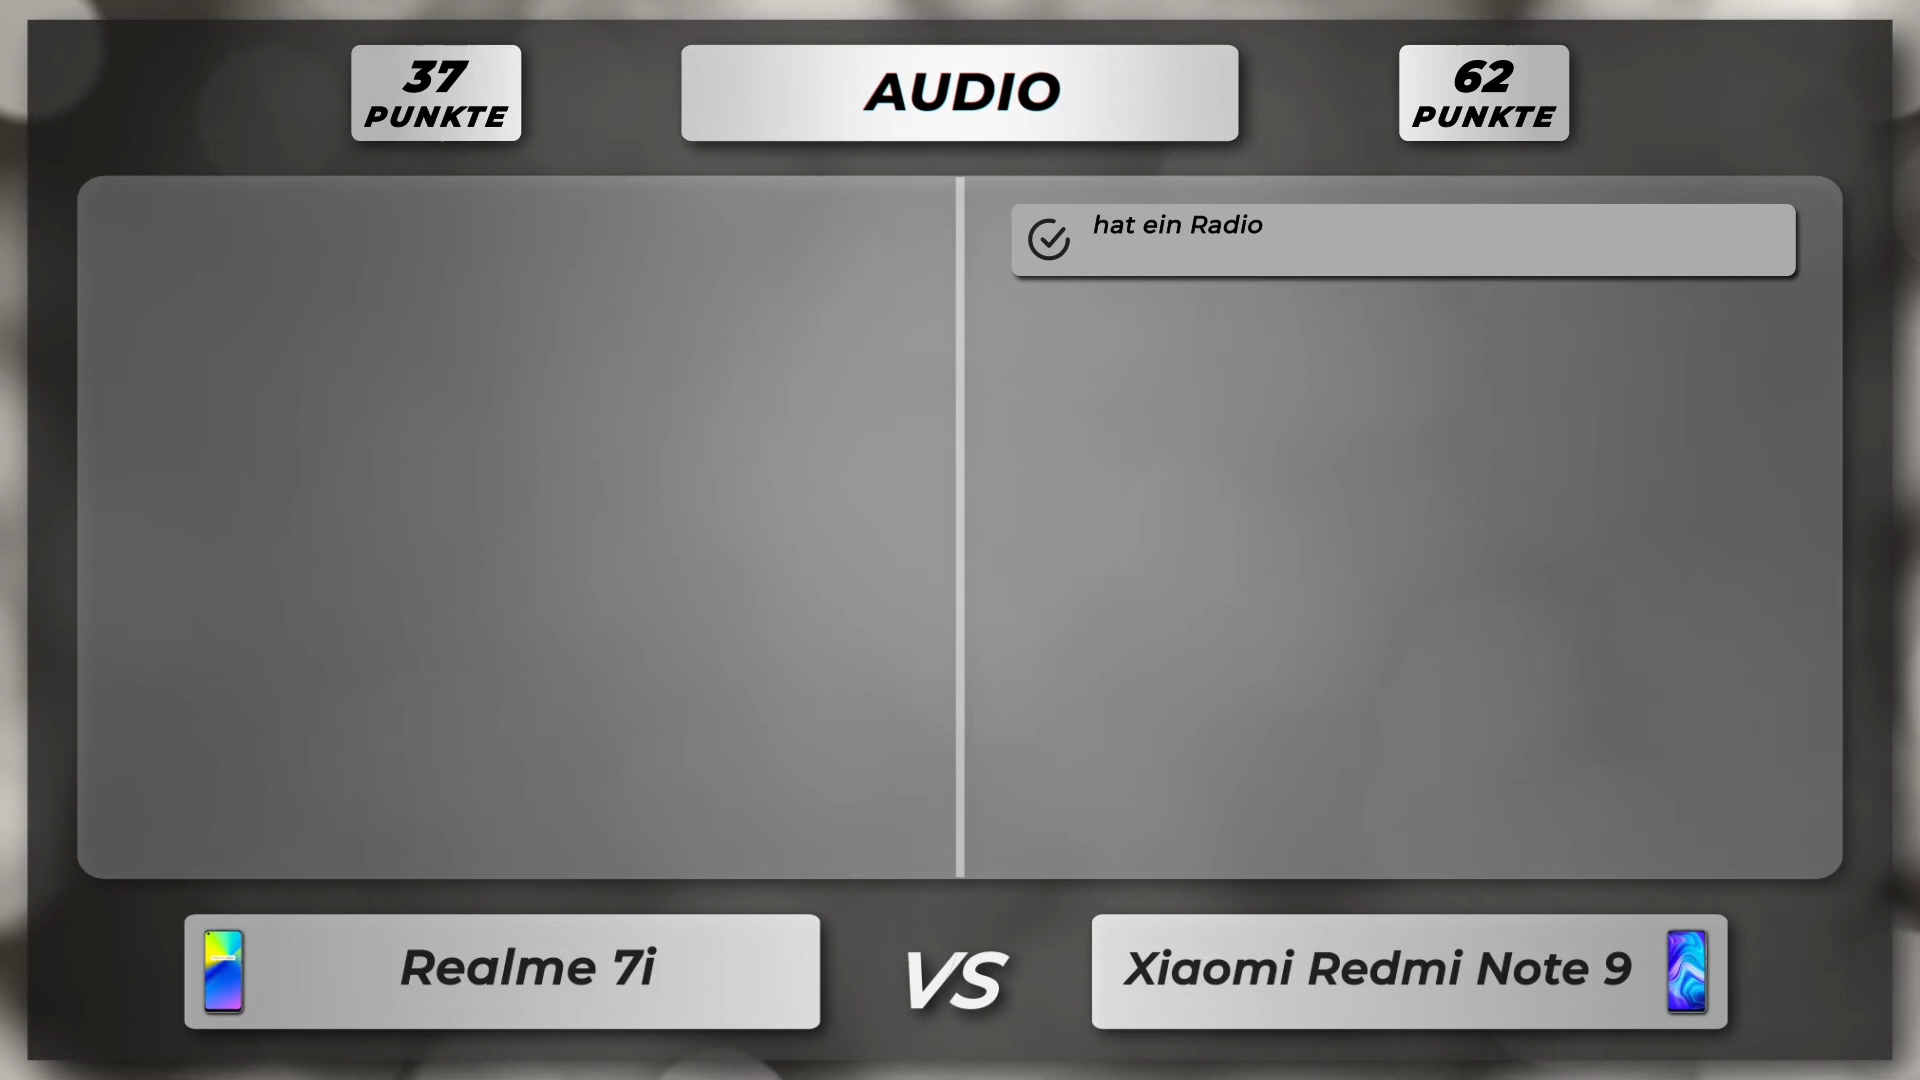 37
PUNKTE
AUDIO
62
PUNKTE
hat ein Radio
Realme 7i
VS
Xiaomi Redmi Note 9